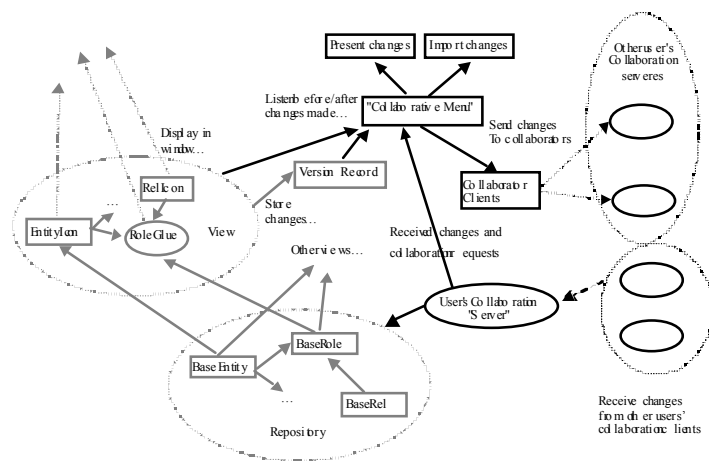 Present changes
Import changes
Other user's
Collaboration
serveres
Listen before/after
changes made...
"Collaborative Menu"
Display in
window...
Send changes
To collaborators
Version Record
RelIcon
Collaborator
Clients
...
Store
changes...
EntityIcon
RoleGlue
View
Received changes and
collaboration requests
Other views...
User's Collaboration
"Server"
BaseRole
BaseEntity
...
BaseRel
Receive changes
from other users'
collaboration clients
Repository